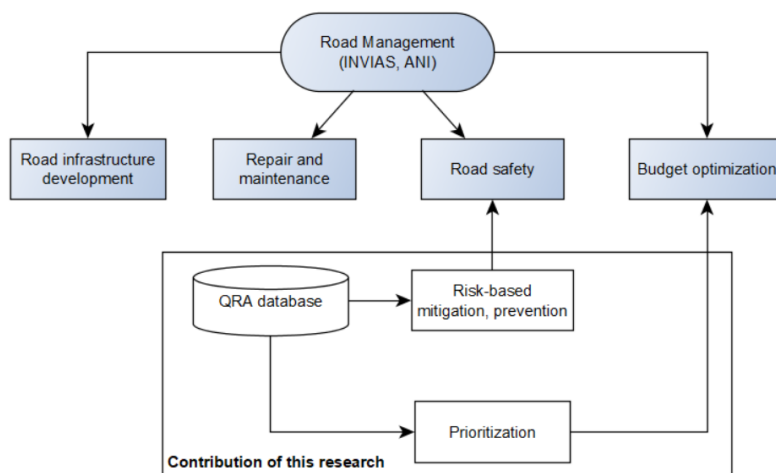 Road Management
(INVIAS, ANI)
Road infrastructure
development
Repair and
maintenance
Road safety
Budget optimization
QRA database
Risk-based
mitigation, prevention
Prioritization
Contribution of this research